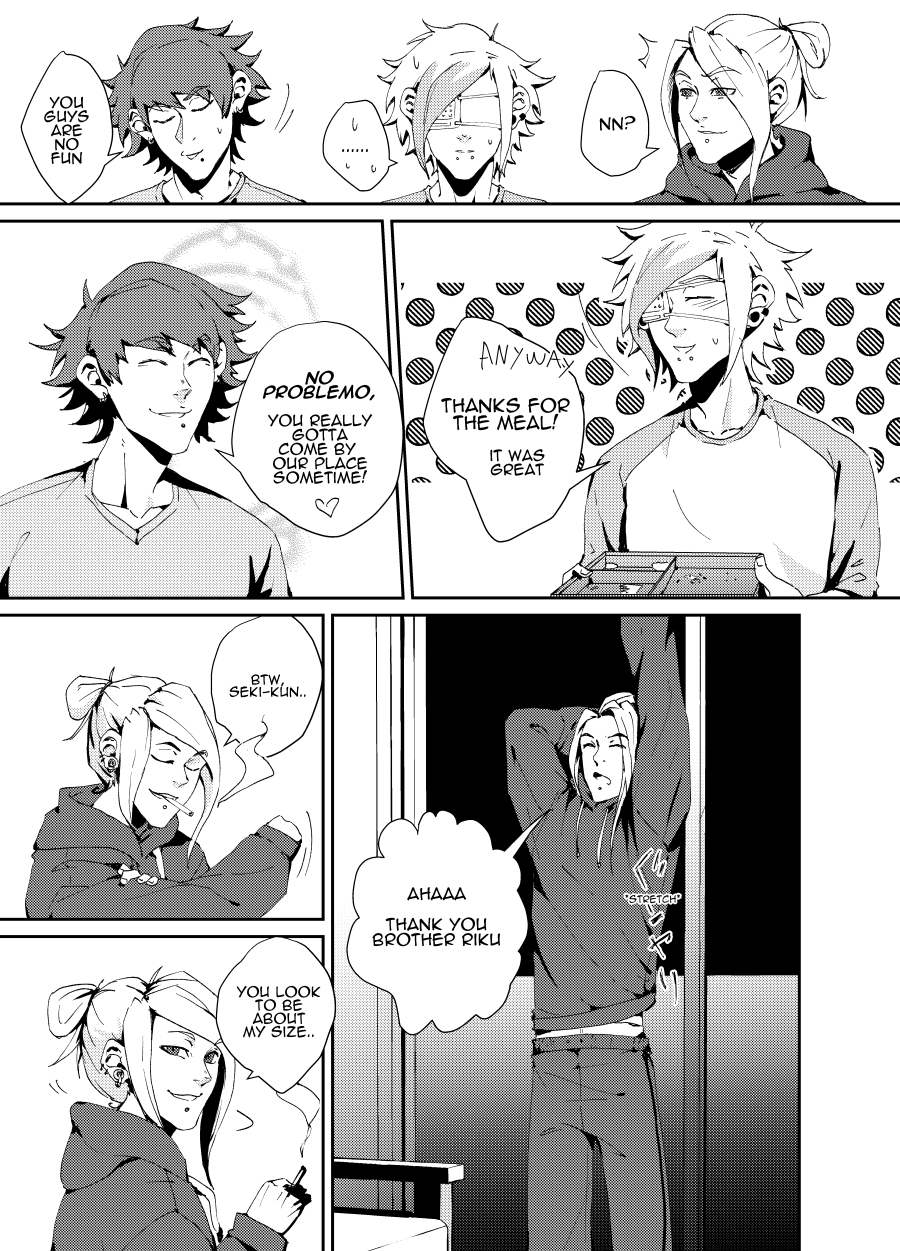 YOU
GUYS
ARE
NO
FUN
......
NN?
NO
PROBLEMO,
YOU REALLY
GOTTA
COME BY
OUR PLACE
SOMETIME!
ANYWAY
THANKS FOR
THE MEAL!
IT WAS
GREAT
BTW,
SEKI-KUN..
YOU LOOK
TO BE
ABOUT
MY SIZE..
AHAAA
THANK YOU
BROTHER RIKU
*STRETCH*